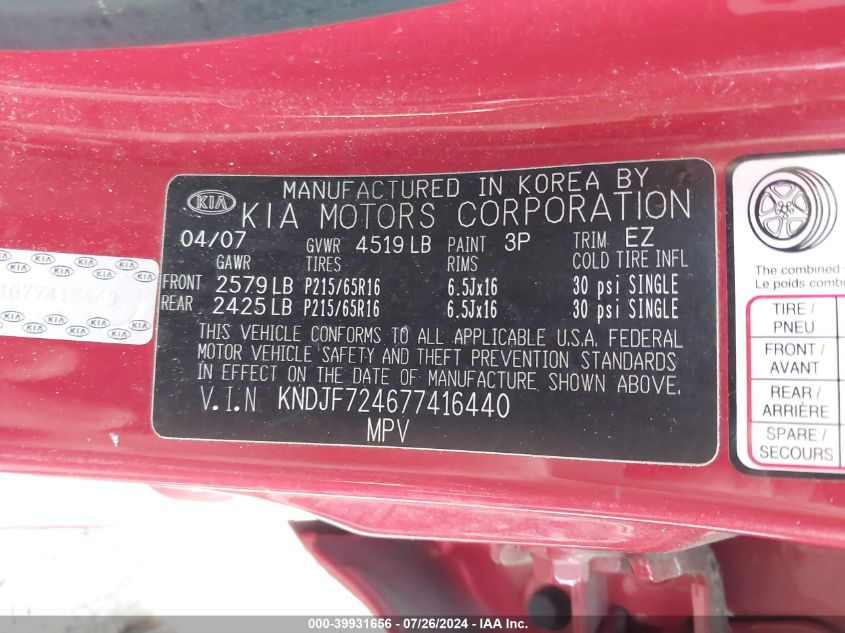 MANUFACTURED IN KOREA BY
KIA KIA MOTORS CORPORATION
04/07 GVWR 4519 LB PAINT 3P TRIM EZ
GAWR TIRES RIMS COLD TIRE INFL
FRONT 2579 LB P215/65R16 6.5Jx16 30 psi SINGLE
REAR 2425 LB P215/65R16 6.5Jx16 30 psi SINGLE
THIS VEHICLE CONFORMS TO ALL APPLICABLE U.S.A. FEDERAL
MOTOR VEHICLE SAFETY AND THEFT PREVENTION STANDARDS
IN EFFECT ON THE DATE OF MANUFACTURE SHOWN ABOVE.
V.I.N KNDJF724677416440
MPV
The combined
Le poids combi
TIRE /
PNEU
FRONT /
AVANT
REAR /
ARRIÈRE
SPARE /
SECOURS
000-39931656 - 07/26/2024 - IAAI.com